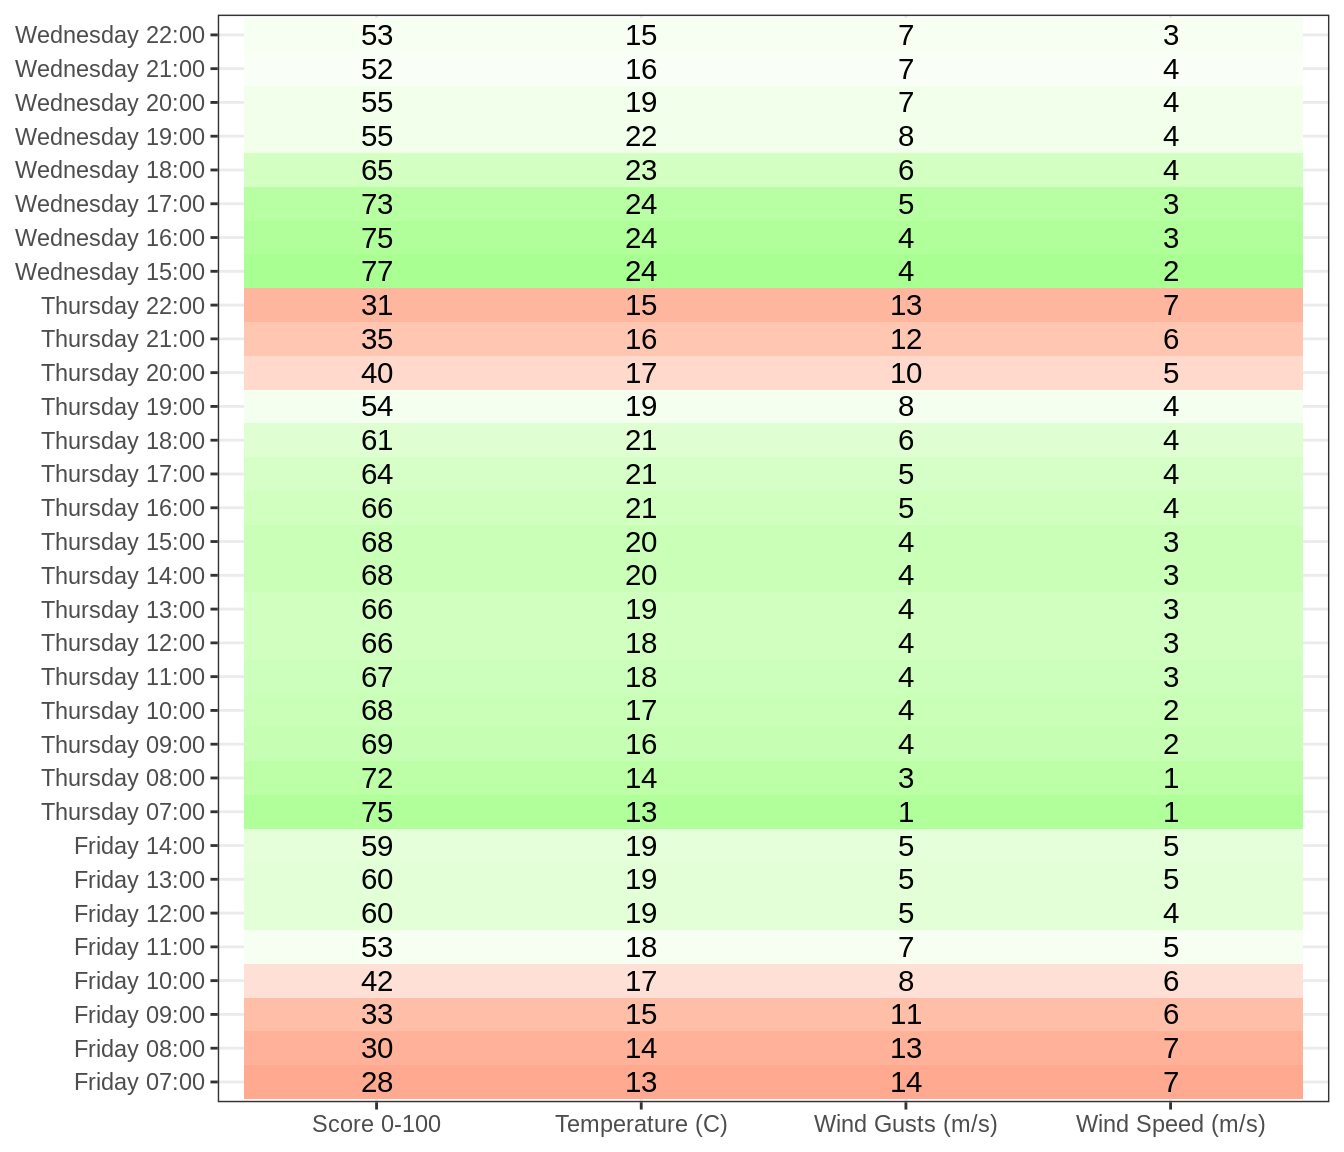 Wednesday 22:00 53 15 7 3
Wednesday 21:00 52 16 7 4
Wednesday 20:00 55 19 7 4
Wednesday 19:00 55 22 8 4
Wednesday 18:00 65 23 6 4
Wednesday 17:00 73 24 5 3
Wednesday 16:00 75 24 4 3
Wednesday 15:00 77 24 4 2
Thursday 22:00 31 15 13 7
Thursday 21:00 35 16 12 6
Thursday 20:00 40 17 10 5
Thursday 19:00 54 19 8 4
Thursday 18:00 61 21 6 4
Thursday 17:00 64 21 5 4
Thursday 16:00 66 21 5 4
Thursday 15:00 68 20 4 3
Thursday 14:00 68 20 4 3
Thursday 13:00 66 19 4 3
Thursday 12:00 66 18 4 3
Thursday 11:00 67 18 4 3
Thursday 10:00 68 17 4 2
Thursday 09:00 69 16 4 2
Thursday 08:00 72 14 3 1
Thursday 07:00 75 13 1 1
Friday 14:00 59 19 5 5
Friday 13:00 60 19 5 5
Friday 12:00 60 19 5 4
Friday 11:00 53 18 7 5
Friday 10:00 42 17 8 6
Friday 09:00 33 15 11 6
Friday 08:00 30 14 13 7
Friday 07:00 28 13 14 7
Score 0-100 Temperature (C) Wind Gusts (m/s) Wind Speed (m/s)